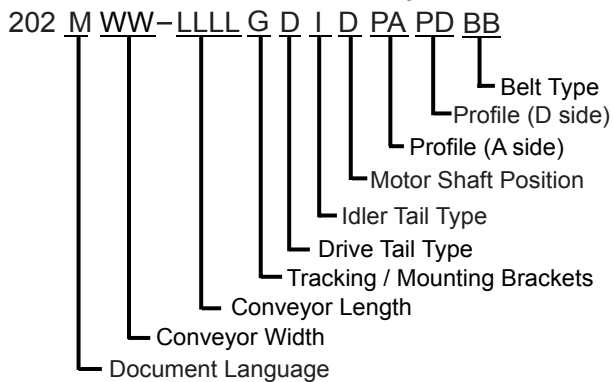 202 M WW–LLLL G D I D PA PD BB
Belt Type
Profile (D side)
Profile (A side)
Motor Shaft Position
Idler Tail Type
Drive Tail Type
Tracking / Mounting Brackets
Conveyor Length
Conveyor Width
Document Language